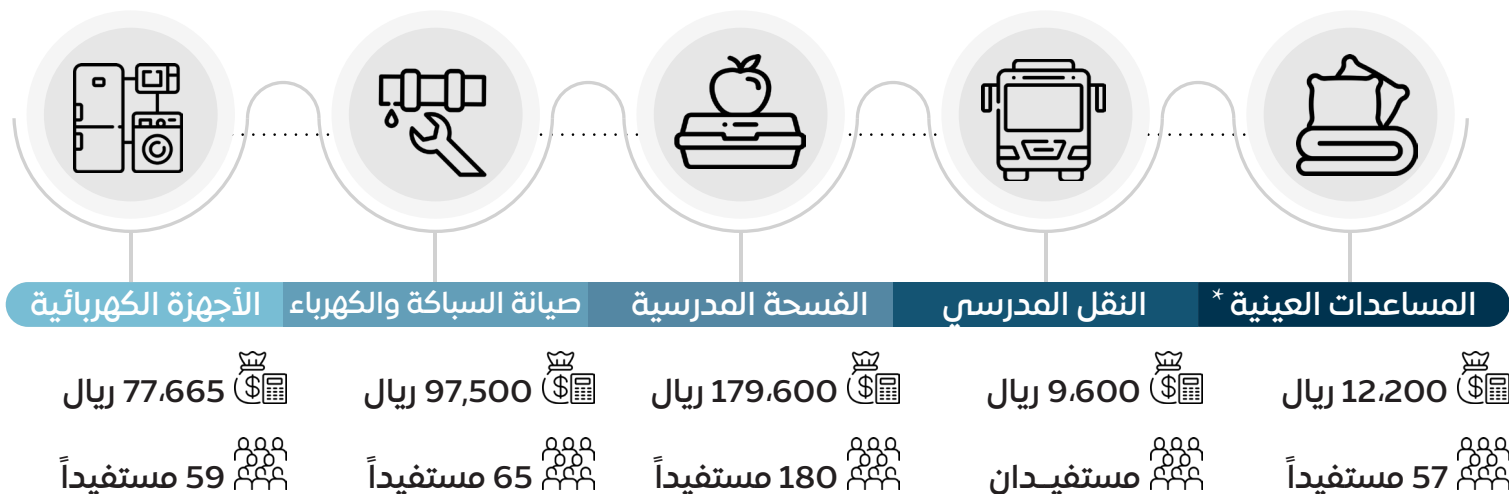 المساعدات العينية *
النقل المدرسي
الفسحة المدرسية
صيانة السباكة والكهرباء
الأجهزة الكهربائية
12،200 ريال
9،600 ريال
179،600 ريال
97,500 ريال
77،665 ريال
57 مستفيداً
مستفيــدان
180 مستفيداً
65 مستفيداً
59 مستفيداً